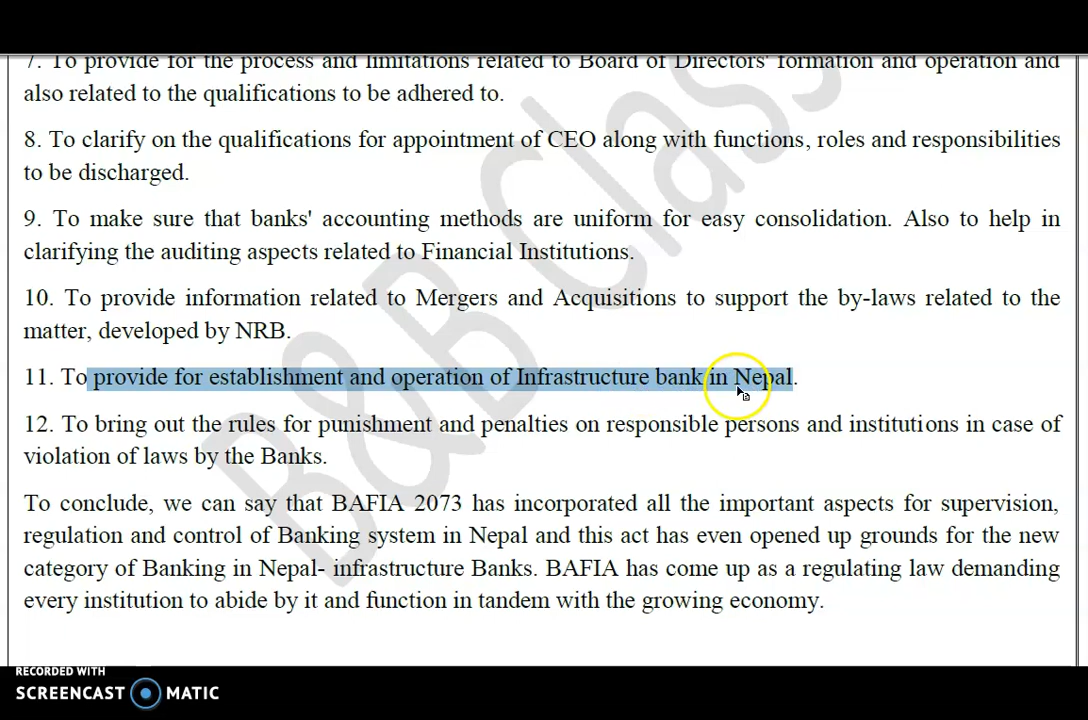 7. To provide for the process and limitations related to Board of Directors' formation and operation and
also related to the qualifications to be adhered to.
8. To clarify on the qualifications for appointment of CEO along with functions, roles and responsibilities
to be discharged.
9. To make sure that banks' accounting methods are uniform for easy consolidation. Also to help in
clarifying the auditing aspects related to Financial Institutions.
10. To provide information related to Mergers and Acquisitions to support the by-laws related to the
matter, developed by NRB.
11. To provide for establishment and operation of Infrastructure bank in Nepal.
12. To bring out the rules for punishment and penalties on responsible persons and institutions in case of
violation of laws by the Banks.
To conclude, we can say that BAFIA 2073 has incorporated all the important aspects for supervision,
regulation and control of Banking system in Nepal and this act has even opened up grounds for the new
category of Banking in Nepal- infrastructure Banks. BAFIA has come up as a regulating law demanding
every institution to abide by it and function in tandem with the growing economy.
B&B Class
RECORDED WITH
SCREENCAST MATIC